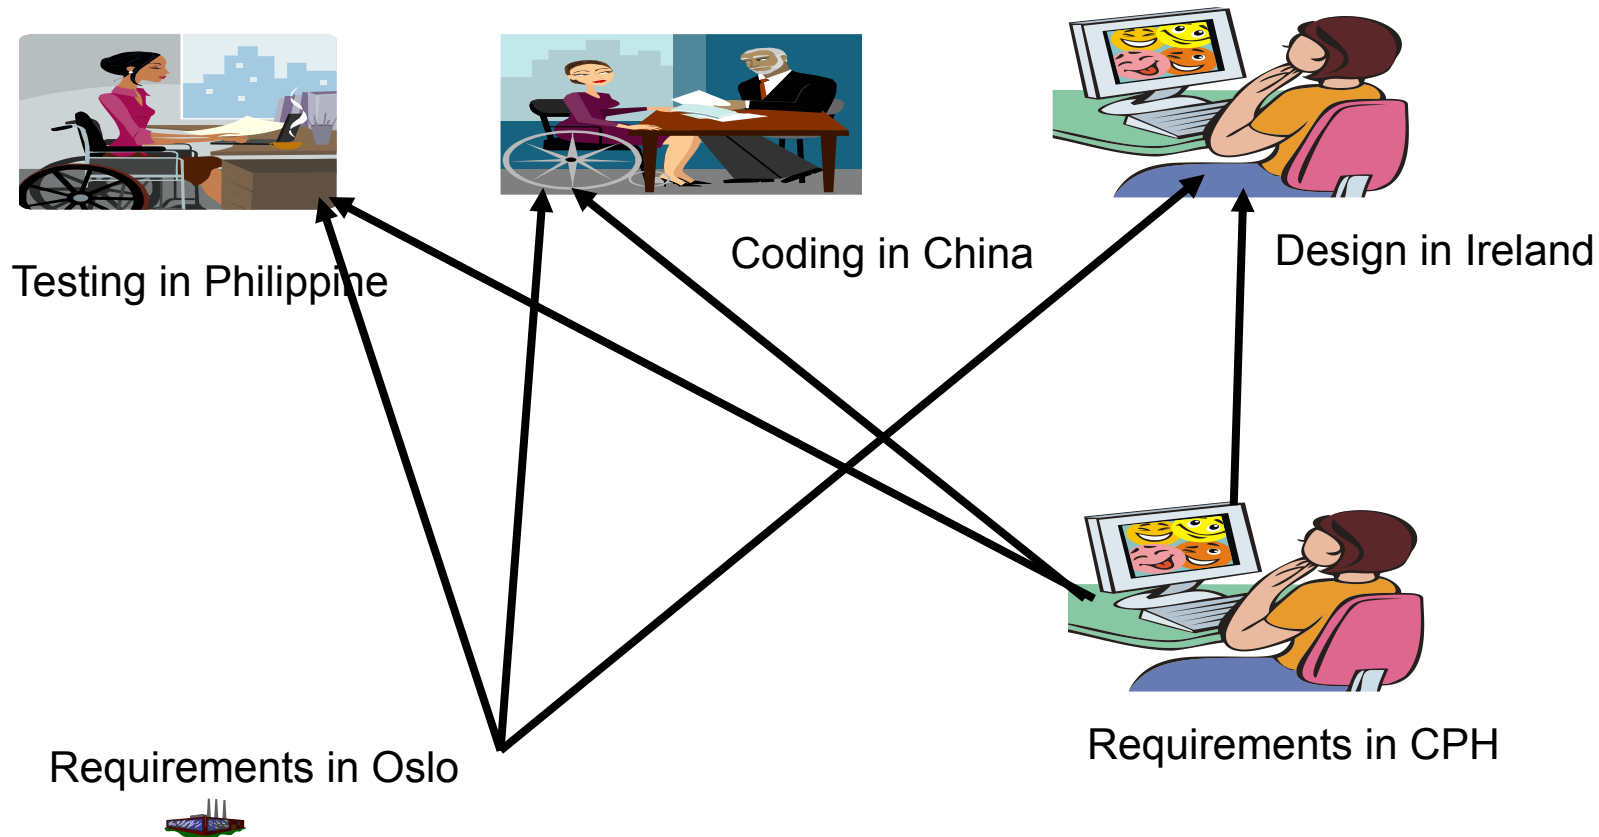 Testing in Philippine
Coding in China
Design in Ireland
Requirements in Oslo
Requirements in CPH